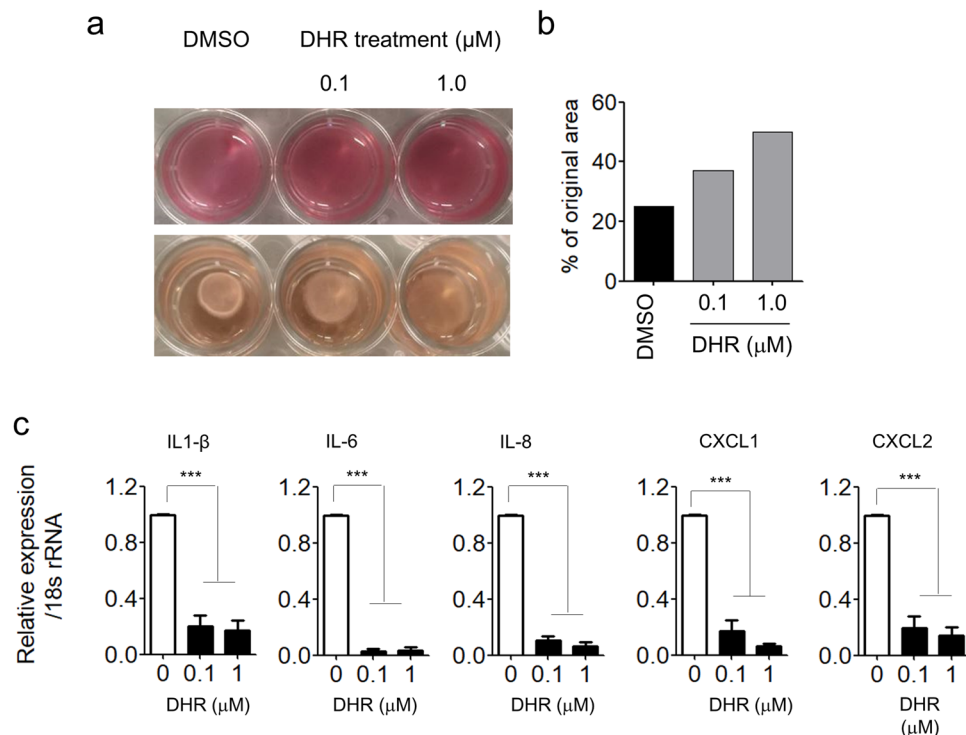 a
DMSO
DHR treatment (μM)
0.1
1.0
b
% of original area
60
40
20
0
DMSO
0.1
1.0
DHR (μM)
c
Relative expression
/18s rRNA
IL1-β
***
1.2
0.8
0.4
0.0
0 0.1 1
DHR (μM)
IL-6
***
1.2
0.8
0.4
0.0
0 0.1 1
DHR (μM)
IL-8
***
1.2
0.8
0.4
0.0
0 0.1 1
DHR (μM)
CXCL1
***
1.2
0.8
0.4
0.0
0 0.1 1
DHR (μM)
CXCL2
***
1.2
0.8
0.4
0.0
0 0.1 1
DHR
(μM)